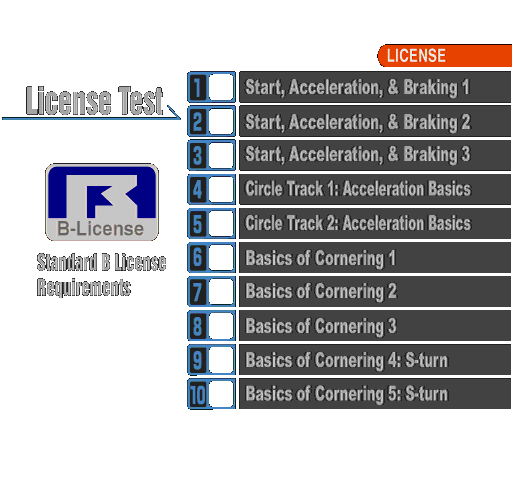 LICENSE
License Test
B-License
Standard B License
Requirements
1 Start, Acceleration, & Braking 1
2 Start, Acceleration, & Braking 2
3 Start, Acceleration, & Braking 3
4 Circle Track 1: Acceleration Basics
5 Circle Track 2: Acceleration Basics
6 Basics of Cornering 1
7 Basics of Cornering 2
8 Basics of Cornering 3
9 Basics of Cornering 4: S-turn
10 Basics of Cornering 5: S-turn